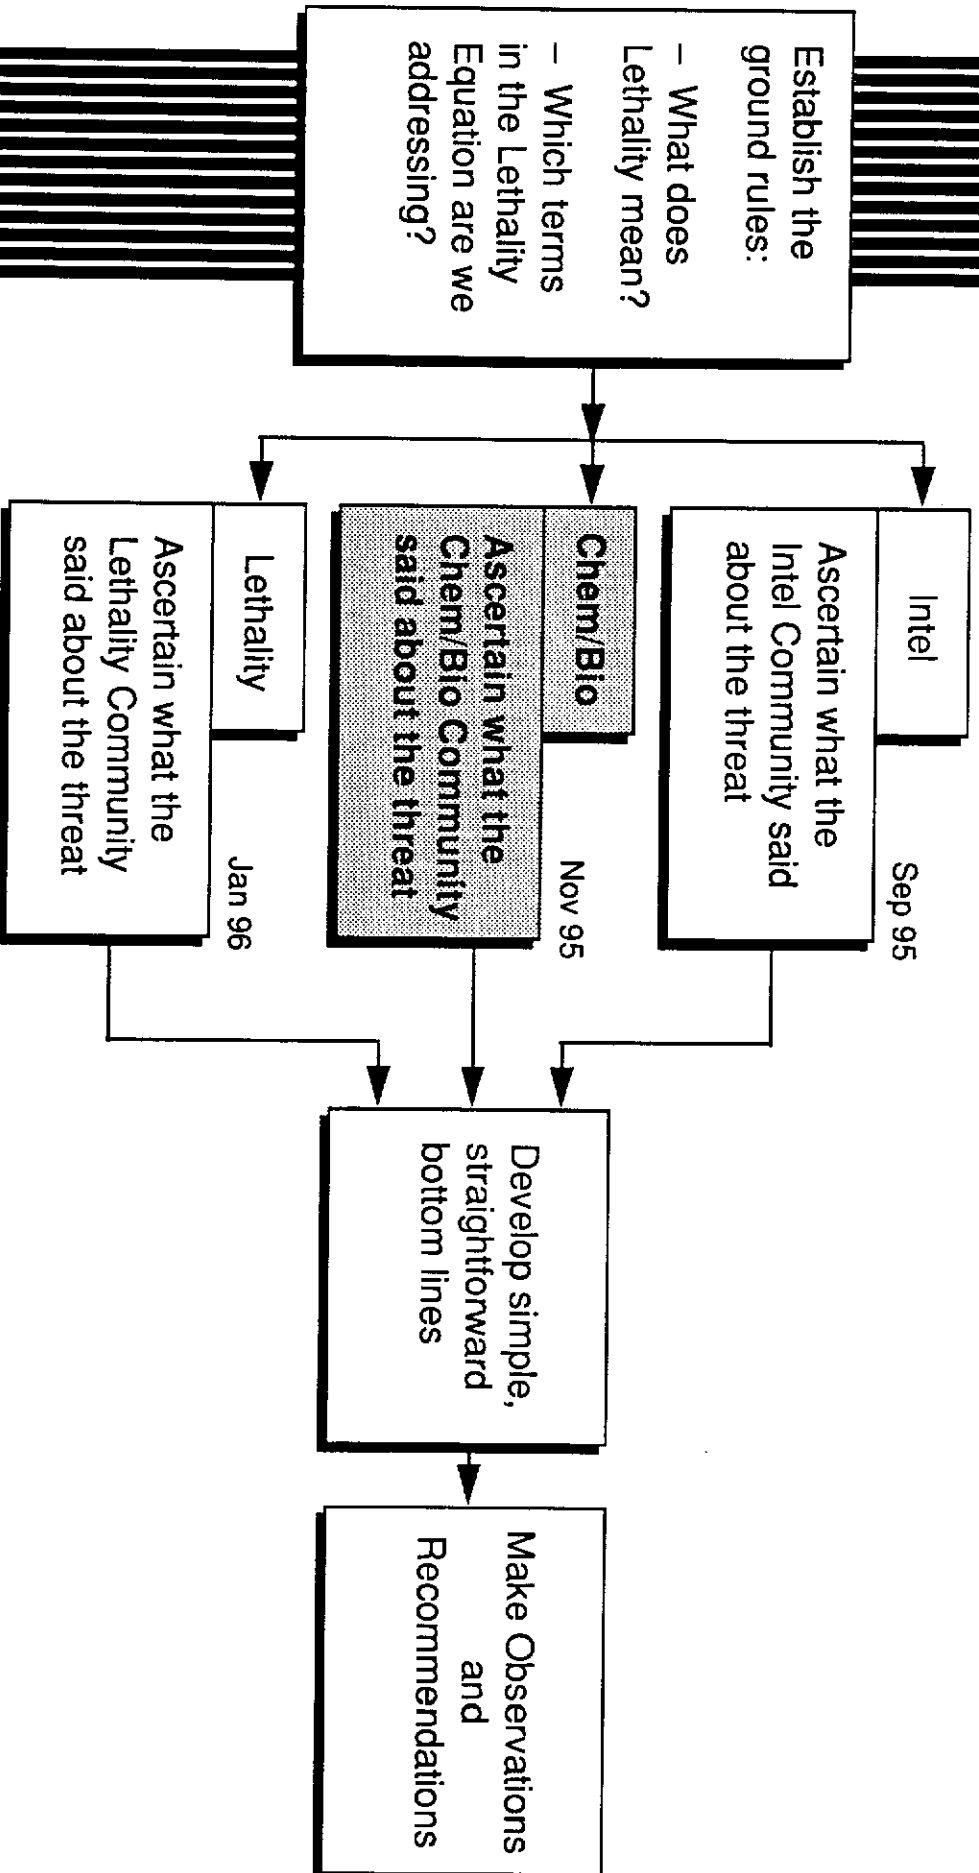 Establish the
ground rules:
– What does
Lethality mean?
– Which terms
in the Lethality
Equation are we
addressing?
Intel
Sep 95
Ascertain what the
Intel Community said
about the threat
Chem/Bio
Nov 95
Ascertain what the
Chem/Bio Community
said about the threat
Lethality
Jan 96
Ascertain what the
Lethality Community
said about the threat
Develop simple,
straightforward
bottom lines
Make Observations
and
Recommendations